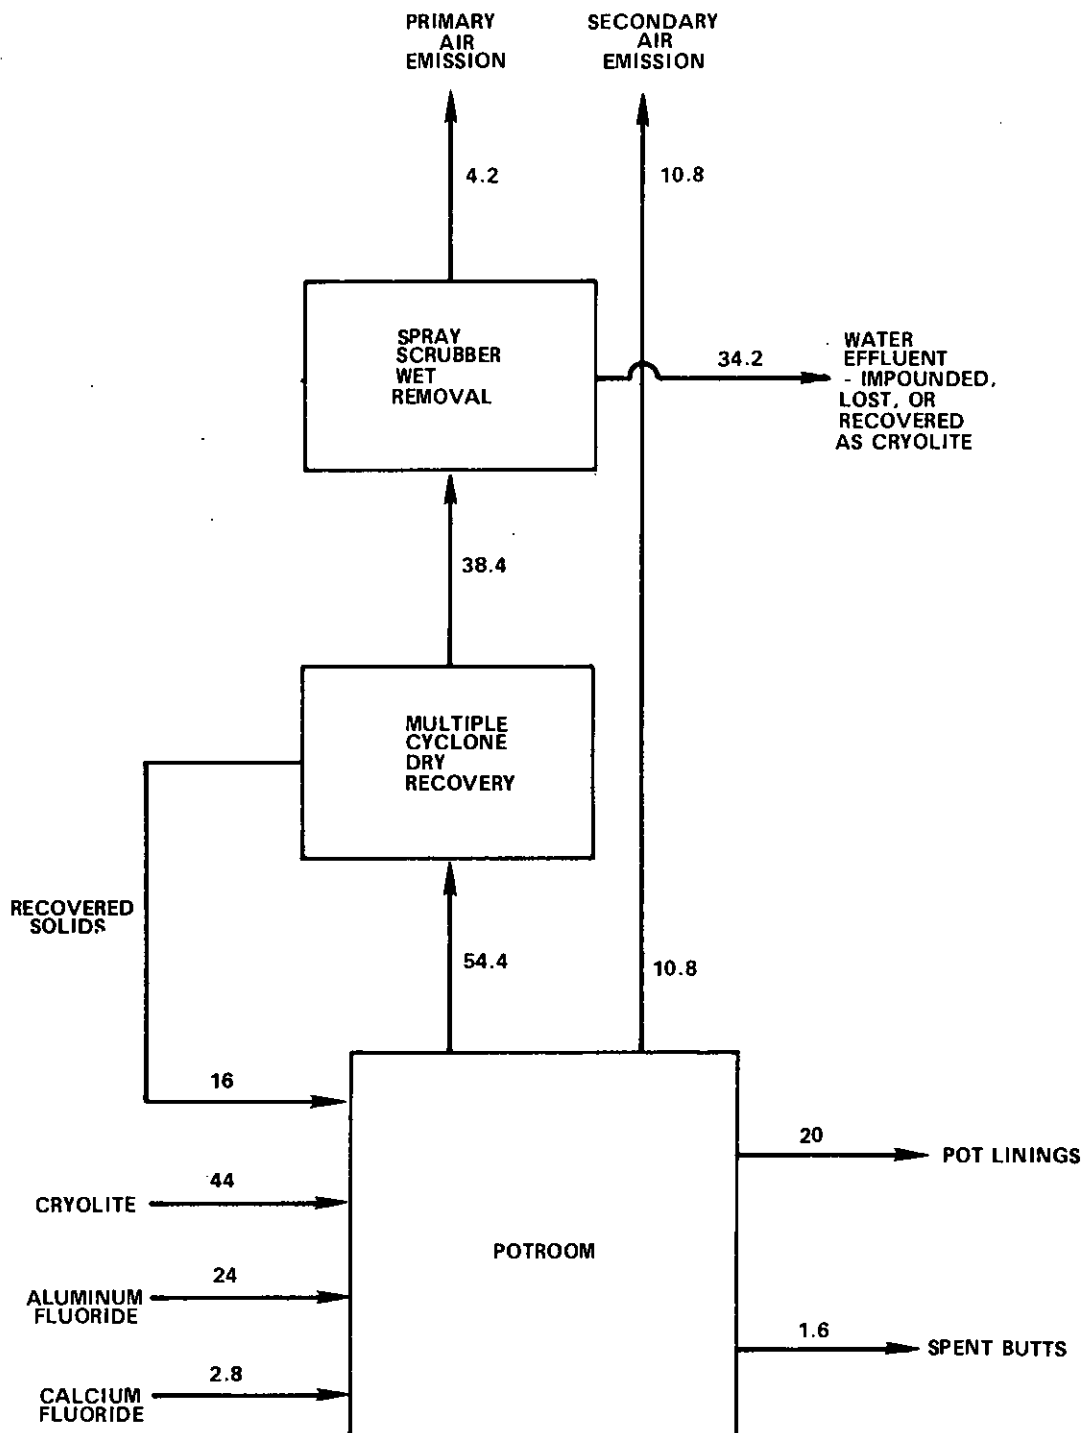 PRIMARY
AIR
EMISSION
SECONDARY
AIR
EMISSION
4.2
10.8
SPRAY
SCRUBBER
WET
REMOVAL
34.2
WATER
EFFLUENT
- IMPOUNDED,
LOST, OR
RECOVERED
AS CRYOLITE
38.4
MULTIPLE
CYCLONE
DRY
RECOVERY
RECOVERED
SOLIDS
54.4
10.8
16
20
POT LININGS
44
CRYOLITE
POTROOM
24
ALUMINUM
FLUORIDE
1.6
SPENT BUTTS
2.8
CALCIUM
FLUORIDE